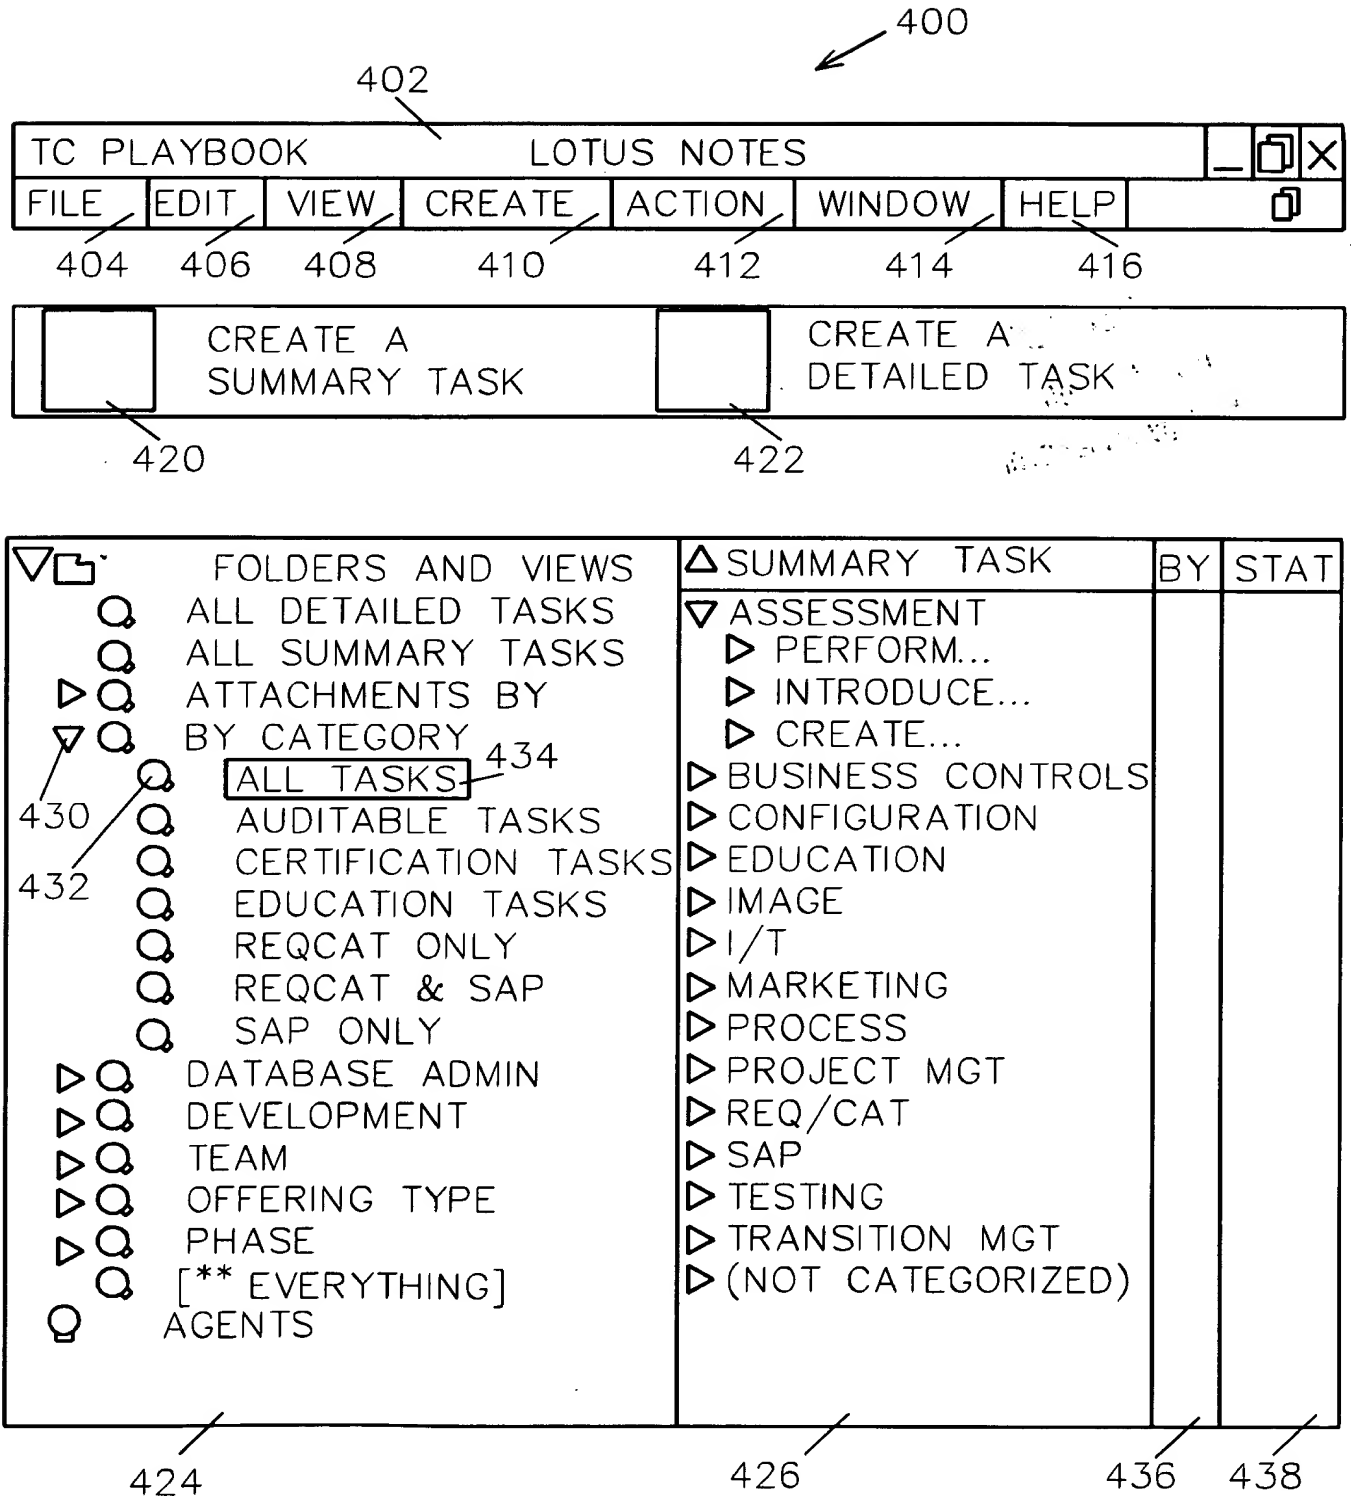 400
402
TC PLAYBOOK LOTUS NOTES
FILE EDIT VIEW CREATE ACTION WINDOW HELP
404 406 408 410 412 414 416
CREATE A
SUMMARY TASK
CREATE A
DETAILED TASK
420 422
FOLDERS AND VIEWS
ALL DETAILED TASKS
ALL SUMMARY TASKS
ATTACHMENTS BY
BY CATEGORY
434
ALL TASKS
430
AUDITABLE TASKS
CERTIFICATION TASKS
432
EDUCATION TASKS
REQCAT ONLY
REQCAT & SAP
SAP ONLY
DATABASE ADMIN
DEVELOPMENT
TEAM
OFFERING TYPE
PHASE
[** EVERYTHING]
AGENTS
SUMMARY TASK BY STAT
ASSESSMENT
PERFORM...
INTRODUCE...
CREATE...
BUSINESS CONTROLS
CONFIGURATION
EDUCATION
IMAGE
I/T
MARKETING
PROCESS
PROJECT MGT
REQ/CAT
SAP
TESTING
TRANSITION MGT
(NOT CATEGORIZED)
424 426 436 438